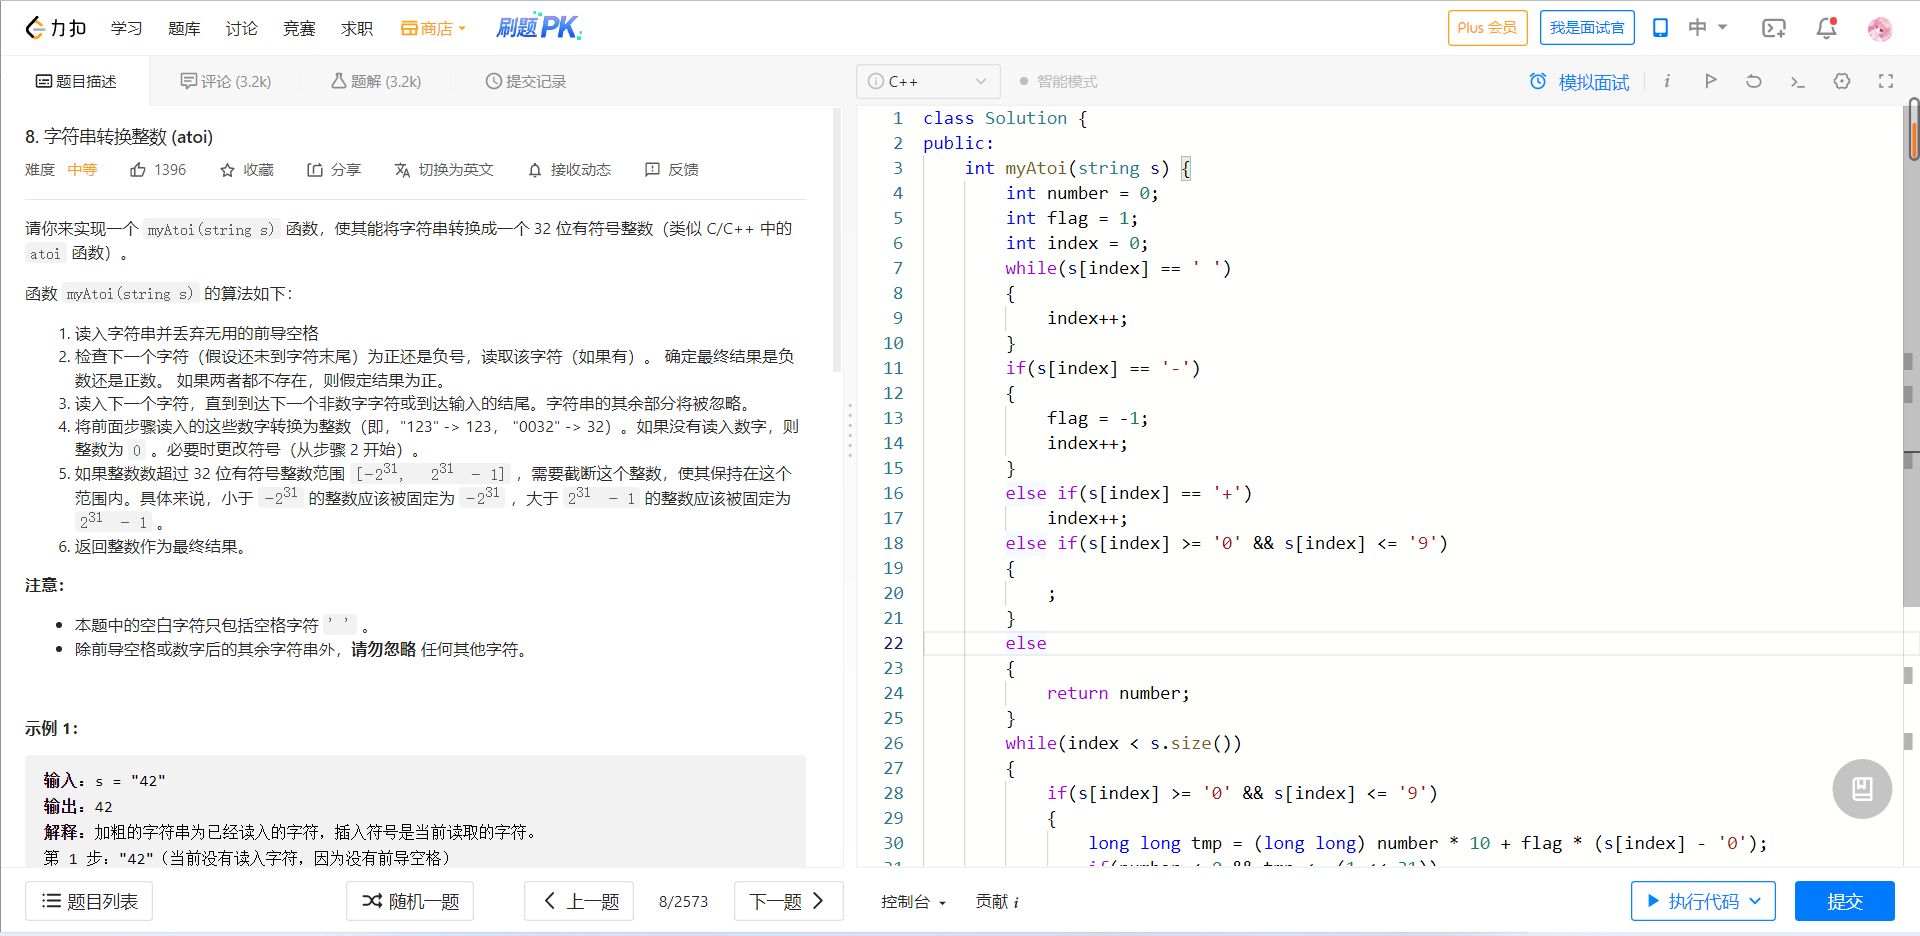 力扣 学习 题库 讨论 竞赛 求职 商店 刷题PK Plus 会员 我是面试官 中
题目描述 评论 (3.2k) 题解 (3.2k) 提交记录
8. 字符串转换整数 (atoi)
难度 中等 1396 收藏 分享 切换为英文 接收动态 反馈
请你来实现一个 myAtoi(string s) 函数，使其能将字符串转换成一个 32 位有符号整数（类似 C/C++ 中的
atoi 函数）。
函数 myAtoi(string s) 的算法如下：
1. 读入字符串并丢弃无用的前导空格
2. 检查下一个字符（假设还未到字符末尾）为正还是负号，读取该字符（如果有）。 确定最终结果是负
数还是正数。 如果两者都不存在，则假定结果为正。
3. 读入下一个字符，直到到达下一个非数字字符或到达输入的结尾。字符串的其余部分将被忽略。
4. 将前面步骤读入的这些数字转换为整数（即，"123" -> 123， "0032" -> 32）。如果没有读入数字，则
整数为 0 。必要时更改符号（从步骤 2 开始）。
5. 如果整数数超过 32 位有符号整数范围 [−2³¹,  2³¹ − 1] ，需要截断这个整数，使其保持在这个
范围内。具体来说，小于 −2³¹ 的整数应该被固定为 −2³¹ ，大于 2³¹ − 1 的整数应该被固定为
2³¹ − 1 。
6. 返回整数作为最终结果。
注意：
• 本题中的空白字符只包括空格字符 ' ' 。
• 除前导空格或数字后的其余字符串外，请勿忽略 任何其他字符。
示例 1：
输入：s = "42"
输出：42
解释：加粗的字符串为已经读入的字符，插入符号是当前读取的字符。
第 1 步："42"（当前没有读入字符，因为没有前导空格）
题目列表 随机一题 上一题 8/2573 下一题
C++ 智能模式 模拟面试
1 class Solution {
2 public:
3     int myAtoi(string s) {
4         int number = 0;
5         int flag = 1;
6         int index = 0;
7         while(s[index] == ' ')
8         {
9             index++;
10         }
11         if(s[index] == '-')
12         {
13             flag = -1;
14             index++;
15         }
16         else if(s[index] == '+')
17             index++;
18         else if(s[index] >= '0' && s[index] <= '9')
19         {
20             ;
21         }
22         else
23         {
24             return number;
25         }
26         while(index < s.size())
27         {
28             if(s[index] >= '0' && s[index] <= '9')
29             {
30                 long long tmp = (long long) number * 10 + flag * (s[index] - '0');
控制台 贡献 i 执行代码 提交